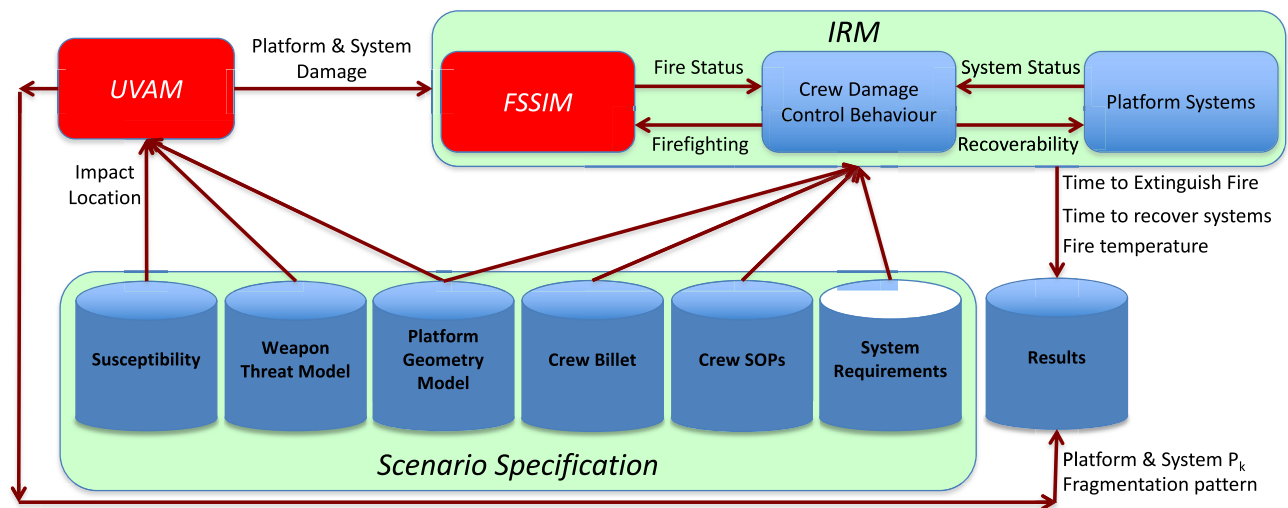 IRM
Platform & System
Damage
UVAM
FSSIM
Fire Status
Firefighting
Crew Damage
Control Behaviour
System Status
Recoverability
Platform Systems
Impact
Location
Time to Extinguish Fire
Time to recover systems
Fire temperature
Susceptibility
Weapon
Threat Model
Platform
Geometry
Model
Crew Billet
Crew SOPs
System
Requirements
Results
Scenario Specification
Platform & System Pk
Fragmentation pattern